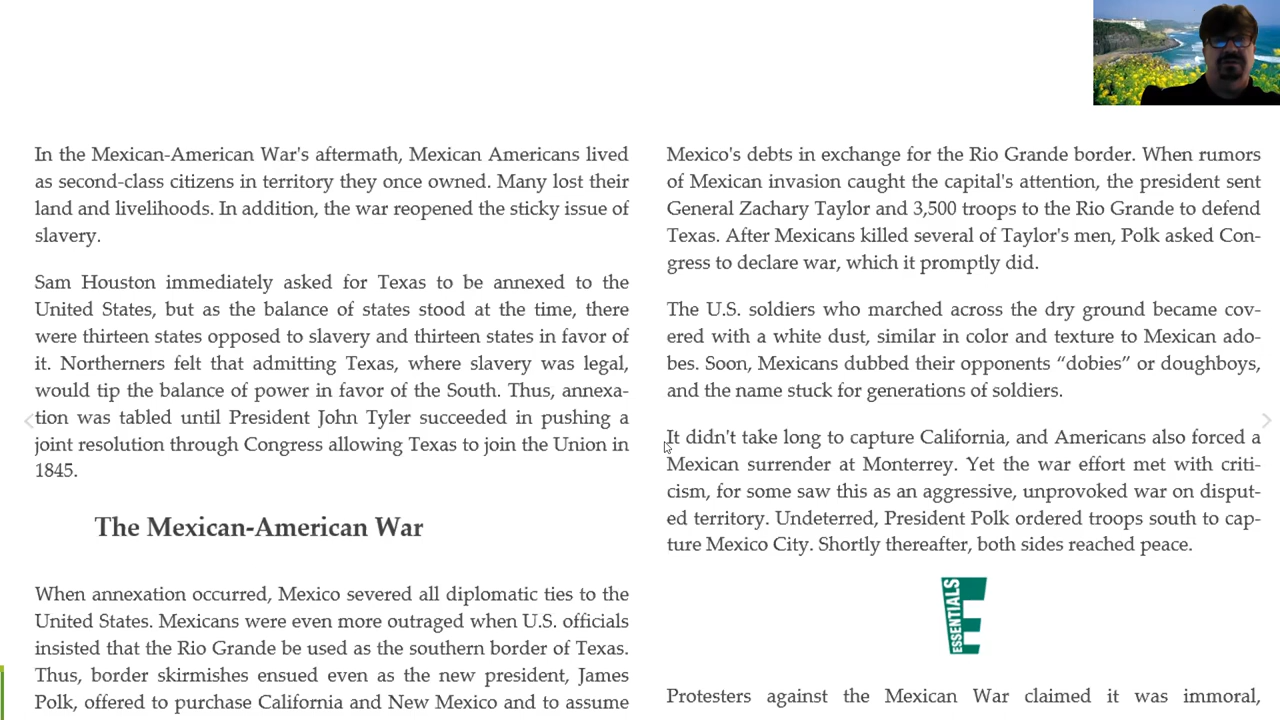 In the Mexican-American War's aftermath, Mexican Americans lived
as second-class citizens in territory they once owned. Many lost their
land and livelihoods. In addition, the war reopened the sticky issue of
slavery.
Sam Houston immediately asked for Texas to be annexed to the
United States, but as the balance of states stood at the time, there
were thirteen states opposed to slavery and thirteen states in favor of
it. Northerners felt that admitting Texas, where slavery was legal,
would tip the balance of power in favor of the South. Thus, annexa-
tion was tabled until President John Tyler succeeded in pushing a
joint resolution through Congress allowing Texas to join the Union in
1845.
The Mexican-American War
When annexation occurred, Mexico severed all diplomatic ties to the
United States. Mexicans were even more outraged when U.S. officials
insisted that the Rio Grande be used as the southern border of Texas.
Thus, border skirmishes ensued even as the new president, James
Polk, offered to purchase California and New Mexico and to assume
Mexico's debts in exchange for the Rio Grande border. When rumors
of Mexican invasion caught the capital's attention, the president sent
General Zachary Taylor and 3,500 troops to the Rio Grande to defend
Texas. After Mexicans killed several of Taylor's men, Polk asked Con-
gress to declare war, which it promptly did.
The U.S. soldiers who marched across the dry ground became cov-
ered with a white dust, similar in color and texture to Mexican ado-
bes. Soon, Mexicans dubbed their opponents “dobies” or doughboys,
and the name stuck for generations of soldiers.
It didn't take long to capture California, and Americans also forced a
Mexican surrender at Monterrey. Yet the war effort met with criti-
cism, for some saw this as an aggressive, unprovoked war on disput-
ed territory. Undeterred, President Polk ordered troops south to cap-
ture Mexico City. Shortly thereafter, both sides reached peace.
E
ESSENTIALS
Protesters against the Mexican War claimed it was immoral,